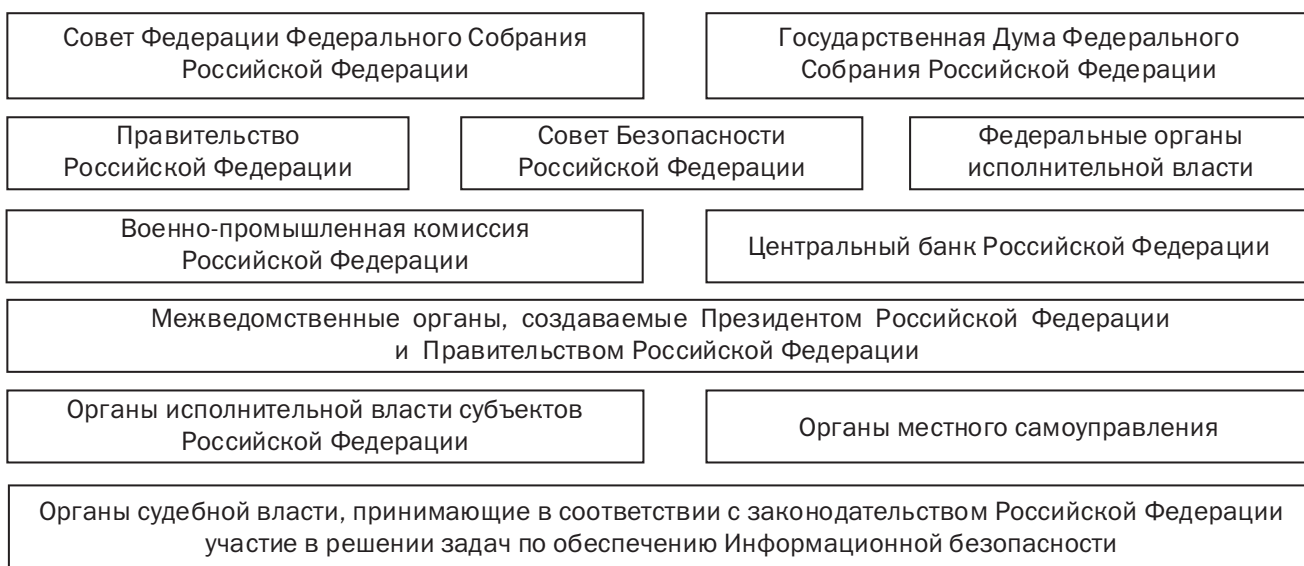 Совет Федерации Федерального Собрания
Российской Федерации
Государственная Дума Федерального
Собрания Российской Федерации
Правительство
Российской Федерации
Совет Безопасности
Российской Федерации
Федеральные органы
исполнительной власти
Военно-промышленная комиссия
Российской Федерации
Центральный банк Российской Федерации
Межведомственные органы, создаваемые Президентом Российской Федерации
и Правительством Российской Федерации
Органы исполнительной власти субъектов
Российской Федерации
Органы местного самоуправления
Органы судебной власти, принимающие в соответствии с законодательством Российской Федерации
участие в решении задач по обеспечению Информационной безопасности